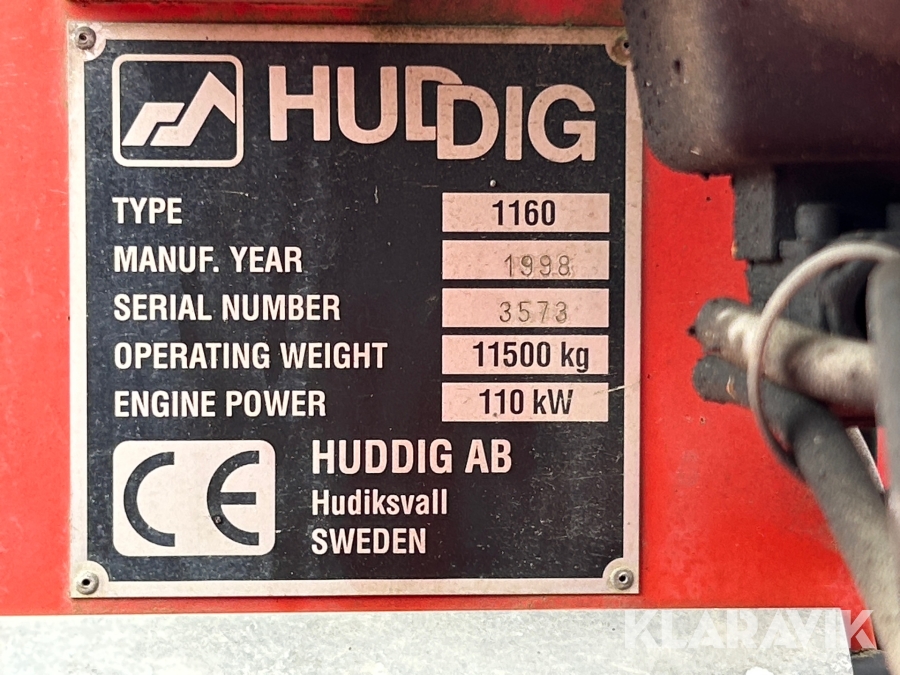 HUDDIG
TYPE 1160
MANUF. YEAR 1998
SERIAL NUMBER 3573
OPERATING WEIGHT 11500 kg
ENGINE POWER 110 kW
CE HUDDIG AB
Hudiksvall
SWEDEN
KLARAVIK